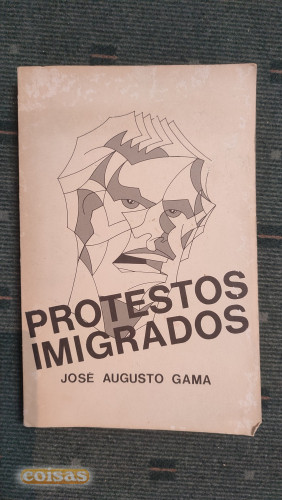 PROTESTOS
IMIGRADOS
JOSÉ AUGUSTO GAMA
coisas